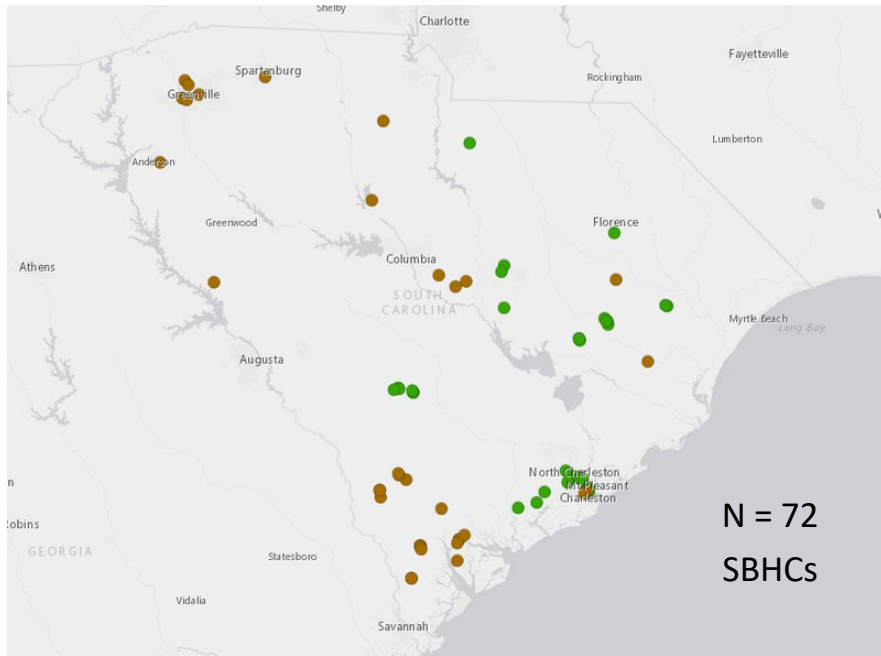 Shelby
Charlotte
Fayetteville
Spartanburg
Rockingham
Greenville
Lumberton
Anderson
Greenwood
Florence
Athens
Columbia
SOUTH
CAROLINA
Myrtle Beach
Long Bay
Augusta
North Charleston
Mt Pleasant
Charleston
N = 72
Robins
GEORGIA
Statesboro
SBHCs
Vidalia
Savannah